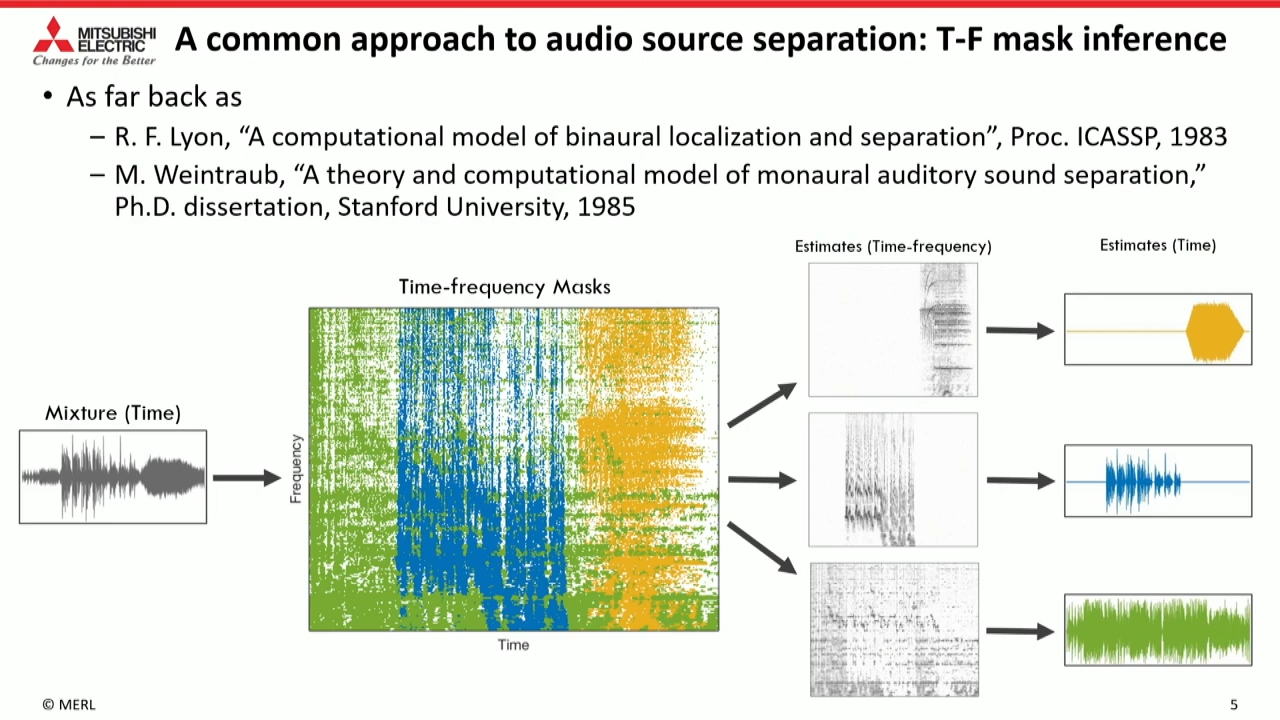 MITSUBISHI
ELECTRIC
Changes for the Better
A common approach to audio source separation: T-F mask inference
• As far back as
– R. F. Lyon, “A computational model of binaural localization and separation”, Proc. ICASSP, 1983
– M. Weintraub, “A theory and computational model of monaural auditory sound separation,”
Ph.D. dissertation, Stanford University, 1985
Estimates (Time-frequency)
Estimates (Time)
Time-frequency Masks
Mixture (Time)
Frequency
Time
© MERL
5